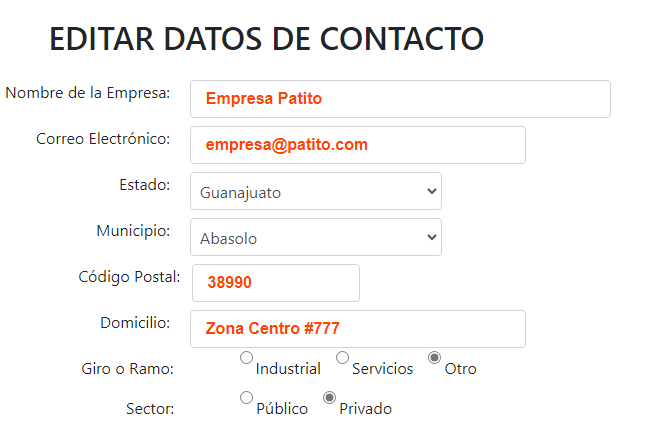 EDITAR DATOS DE CONTACTO
Nombre de la Empresa: Empresa Patito
Correo Electrónico: empresa@patito.com
Estado: Guanajuato
Municipio: Abasolo
Código Postal: 38990
Domicilio: Zona Centro #777
Giro o Ramo: Industrial Servicios Otro
Sector: Público Privado